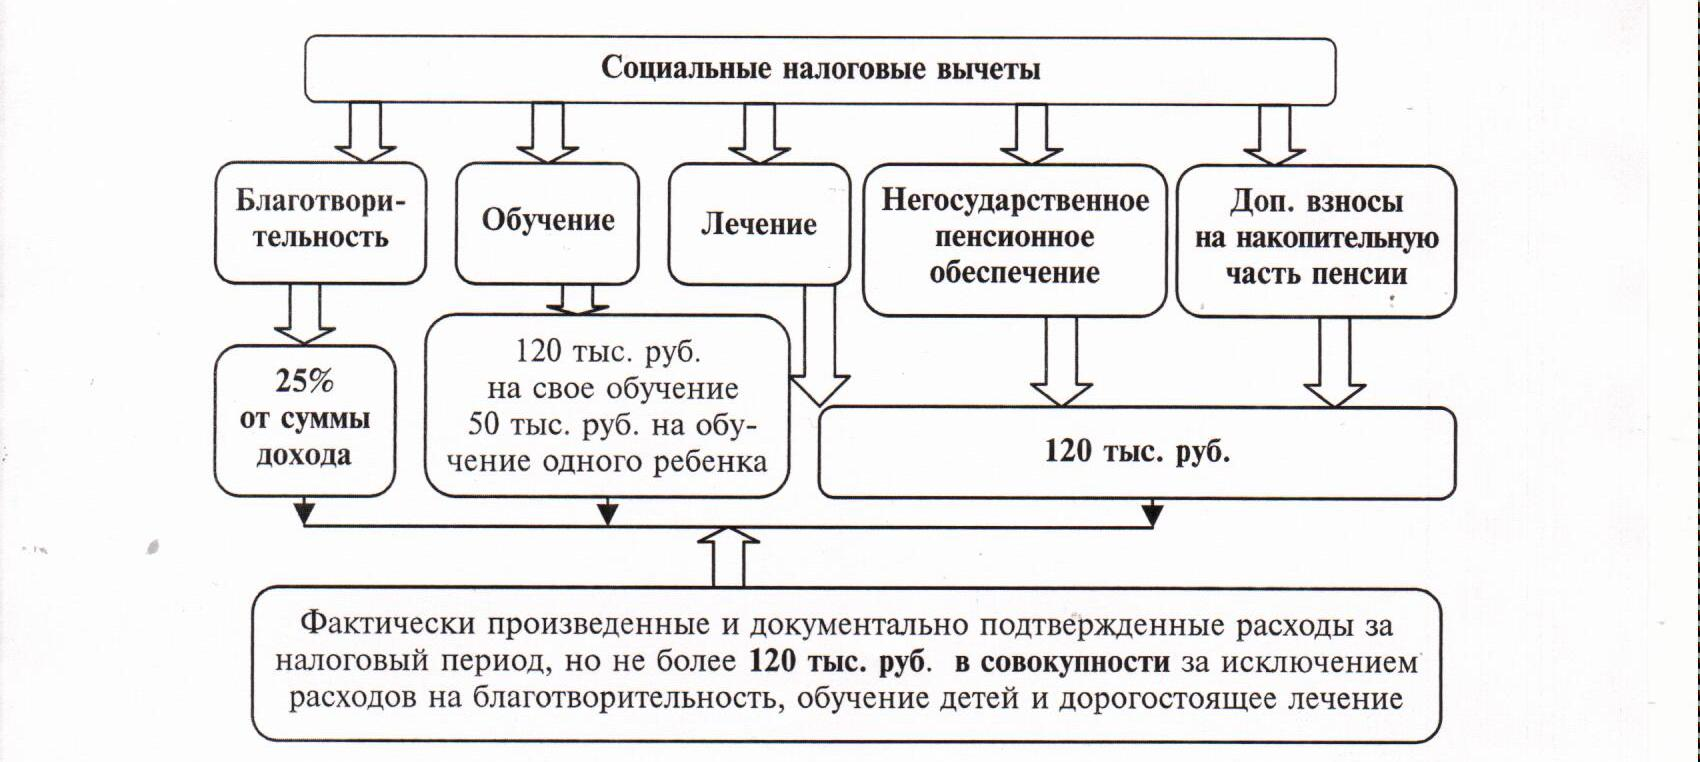 Социальные налоговые вычеты
Благотвори-
тельность
Обучение
Лечение
Негосударственное
пенсионное
обеспечение
Доп. взносы
на накопительную
часть пенсии
25%
от суммы
дохода
120 тыс. руб.
на свое обучение
50 тыс. руб. на обу-
чение одного ребенка
120 тыс. руб.
Фактически произведенные и документально подтвержденные расходы за
налоговый период, но не более 120 тыс. руб. в совокупности за исключением
расходов на благотворительность, обучение детей и дорогостоящее лечение